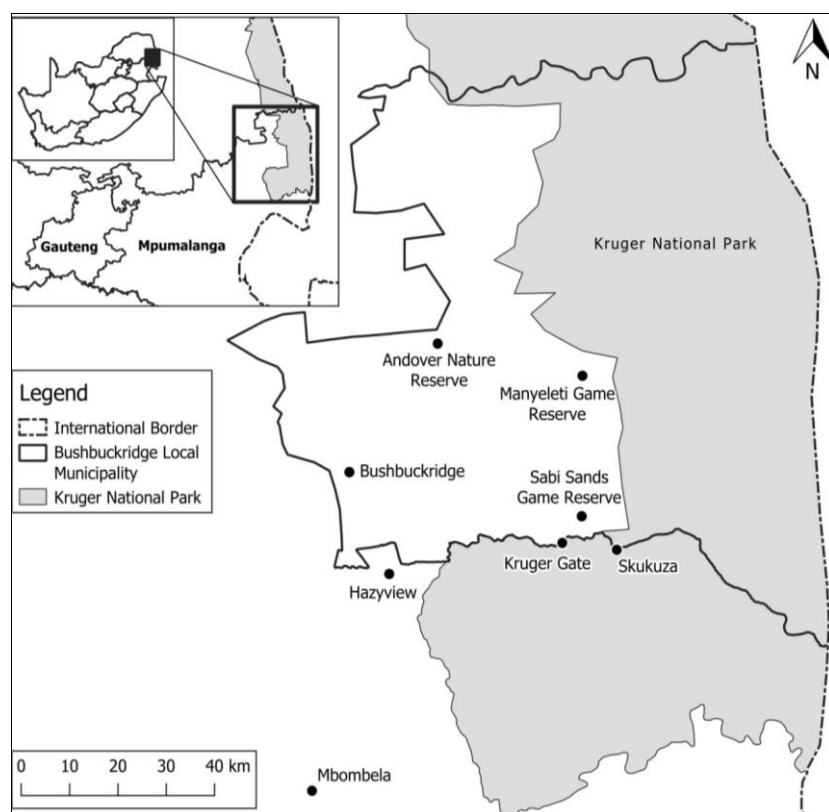 N
Gauteng
Mpumalanga
Kruger National Park
Andover Nature
Reserve
Manyeleti Game
Reserve
Legend
International Border
Bushbuckridge Local
Municipality
Kruger National Park
Bushbuckridge
Sabi Sands
Game Reserve
Kruger Gate
Skukuza
Hazyview
0 10 20 30 40 km
Mbombela